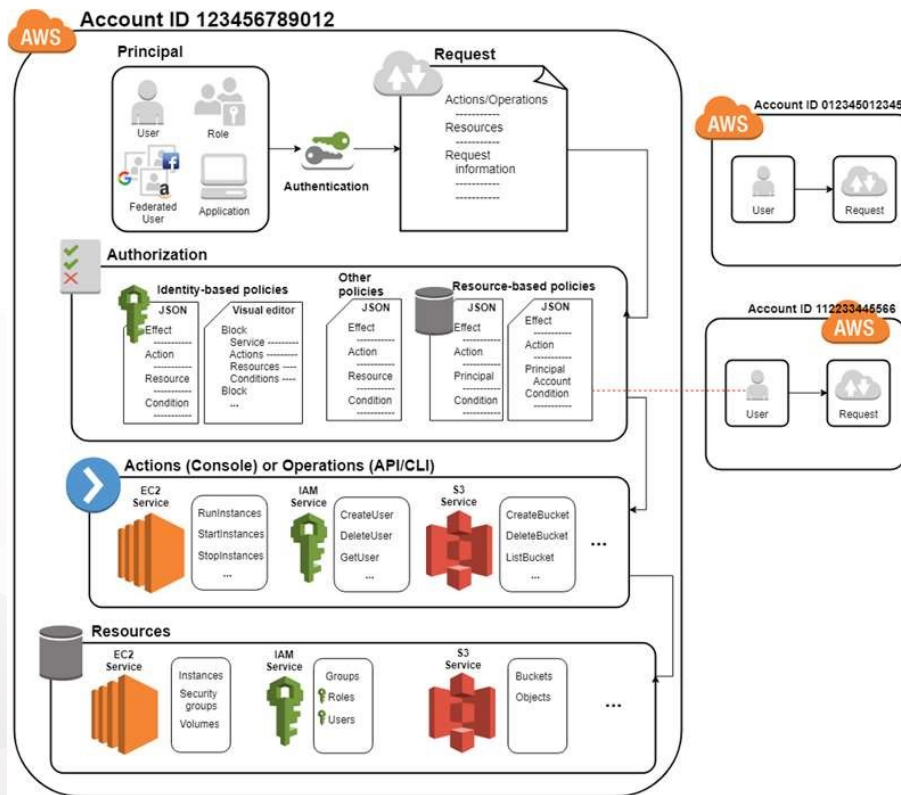 AWS
Account ID 123456789012
Principal
User
Role
Federated
User
Application
Authentication
Request
Actions/Operations
-----------
Resources
-----------
Request
information
-----------
-----------
AWS
Account ID 012345012345
User
Request
Authorization
Identity-based policies
JSON
Effect
-----------
Action
-----------
Resource
-----------
Condition
-----------
Visual editor
Block
Service --------
Actions ---------
Resources -----
Conditions ----
Block
...
Other
policies
JSON
Effect
-----------
Action
-----------
Resource
-----------
Condition
-----------
Resource-based policies
JSON
Effect
-----------
Action
-----------
Principal
-----------
Condition
-----------
JSON
Effect
-----------
Action
-----------
Principal
Account
Condition
-----------
Account ID 112233445566
AWS
User
Request
Actions (Console) or Operations (API/CLI)
EC2
Service
RunInstances
StartInstances
StopInstances
...
IAM
Service
CreateUser
DeleteUser
GetUser
...
S3
Service
CreateBucket
DeleteBucket
ListBucket
...
...
Resources
EC2
Service
Instances
Security
groups
Volumes
IAM
Service
Groups
Roles
Users
S3
Service
Buckets
Objects
...